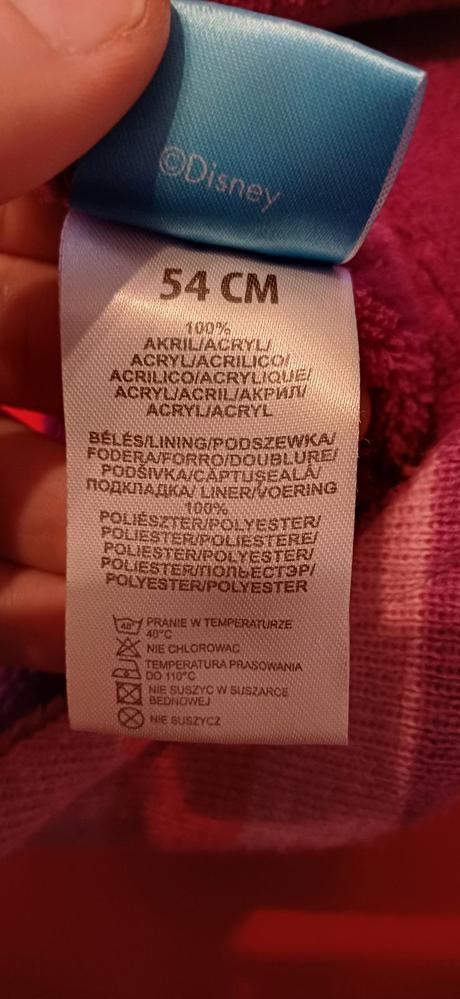 ©Disney
54 CM
100%
AKRIL/ACRYL/
ACRYL/ACRILICO/
ACRILICO/ACRYLIQUE/
ACRYL/ACRIL/АКРИЛ/
ACRYL/ACRYL
BÉLÉS/LINING/PODSZEWKA/
FODERA/FORRO/DOUBLURE/
PODŠIVKA/CĂPTUȘEALĂ/
ПОДКЛАДКА/ LINER/VOERING
100%
POLIÉSZTER/POLYESTER/
POLIESTER/POLIESTERE/
POLIESTER/POLYESTER/
POLIESTER/ПОЛЬЕСТЭР/
POLYESTER/POLYESTER
40° PRANIE W TEMPERATURZE
40°C
NIE CHLOROWAC
TEMPERATURA PRASOWANIA
DO 110°C
NIE SUSZYC W SUSZARCE
BEDNOWEJ
NIE SUSZYCZ